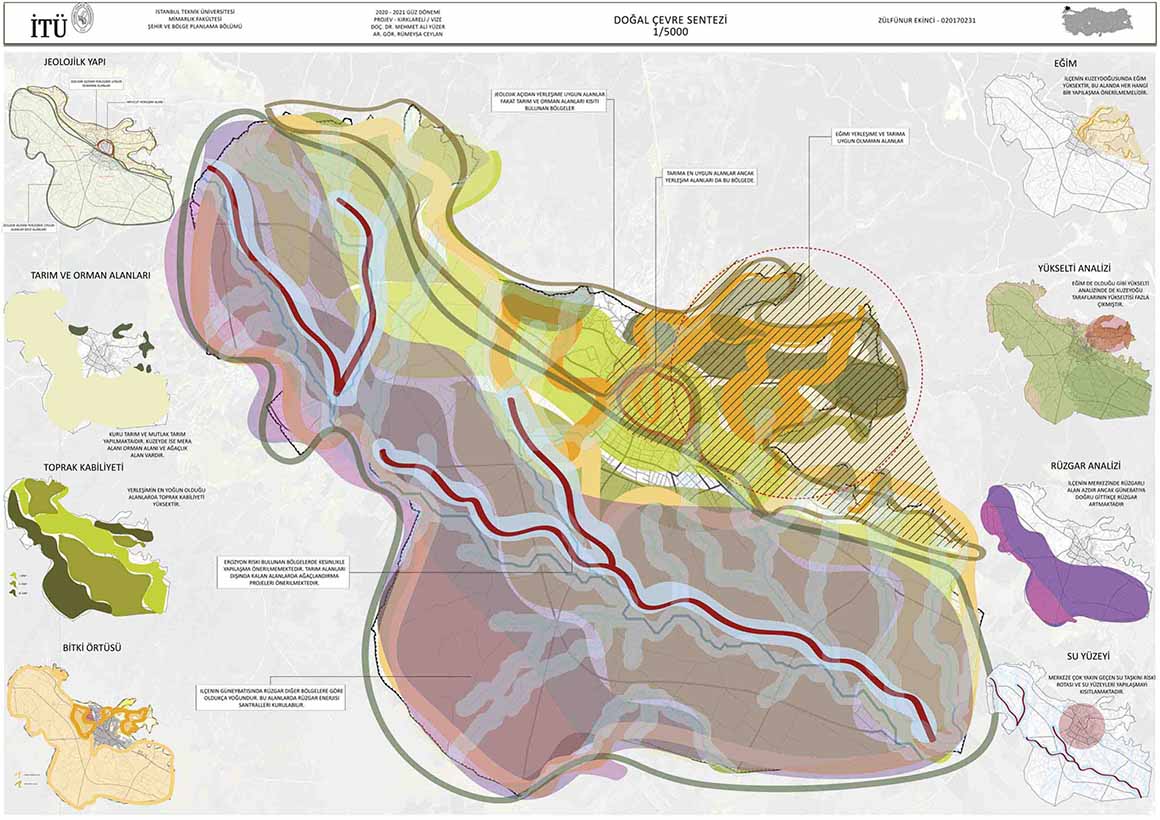 İTÜ
İSTANBUL TEKNİK ÜNİVERSİTESİ
MİMARLIK FAKÜLTESİ
ŞEHİR VE BÖLGE PLANLAMA BÖLÜMÜ
2020 - 2021 GÜZ DÖNEMİ
PROJEV - KIRKLARELİ / VİZE
DOÇ. DR. MEHMET ALİ YÜZER
AR. GÖR. RÜMEYSA CEYLAN
DOĞAL ÇEVRE SENTEZİ
1/5000
ZÜLFÜNUR EKİNCİ - 020170231
JEOLOJİLK YAPI
TARIM VE ORMAN ALANLARI
KURU TARIM VE MUTLAK TARIM
YAPILMAKTADIR. KUZEYDE İSE MERA
ALANI ORMAN ALANI VE AĞAÇLIK
ALAN VARDIR.
TOPRAK KABİLİYETİ
YERLEŞİMİN EN YOĞUN OLDUĞU
ALANLARDA TOPRAK KABİLİYETİ
YÜKSEKTİR.
BİTKİ ÖRTÜSÜ
JEOLOJİK AÇIDAN YERLEŞİME UYGUN ALANLAR
FAKAT TARIM VE ORMAN ALANLARI KISITI
BULUNAN BÖLGELER
EĞİMİ YERLEŞİME VE TARIMA
UYGUN OLMAYAN ALANLAR
TARIMA EN UYGUN ALANLAR ANCAK
YERLEŞİM ALANLARI DA BU BÖLGEDE.
EROZYON RİSKİ BULUNAN BÖLGELERDE KESİNLİKLE
YAPILAŞMA ÖNERİLMEMEKTEDİR. TARIM ALANLARI
DIŞINDA KALAN ALANLARDA AĞAÇLANDIRMA
PROJELERİ ÖNERİLMEKTEDİR.
İLÇENİN GÜNEYBATISINDA RÜZGAR DİĞER BÖLGELERE GÖRE
OLDUKÇA YOĞUNDUR. BU ALANLARDA RÜZGAR ENERJİSİ
SANTRALLERİ KURULABİLİR.
EĞİM
İLÇENİN KUZEYDOĞUSUNDA EĞİM
YÜKSEKTİR, BU ALANDA HER HANGİ
BİR YAPILAŞMA ÖNERİLMEMELİDİR.
YÜKSELTİ ANALİZİ
EĞİM DE OLDUĞU GİBİ YÜKSELTİ
ANALİZİNDE DE KUZEYDOĞU
TARAFLARININ YÜKSELTİSİ FAZLA
ÇIKMIŞTIR.
RÜZGAR ANALİZİ
İLÇENİN MERKEZİNDE RÜZGARLI
ALAN AZDIR ANCAK GÜNEBATIYA
DOĞRU GİTTİKÇE RÜZGAR
ARTMAKTADIR
SU YÜZEYİ
MERKEZE ÇOK YAKIN GEÇEN SU TAŞKINI RİSKİ
ROTASI VE SU YÜZEYLERİ YAPILAŞMAYI
KISITLAMAKTADIR.